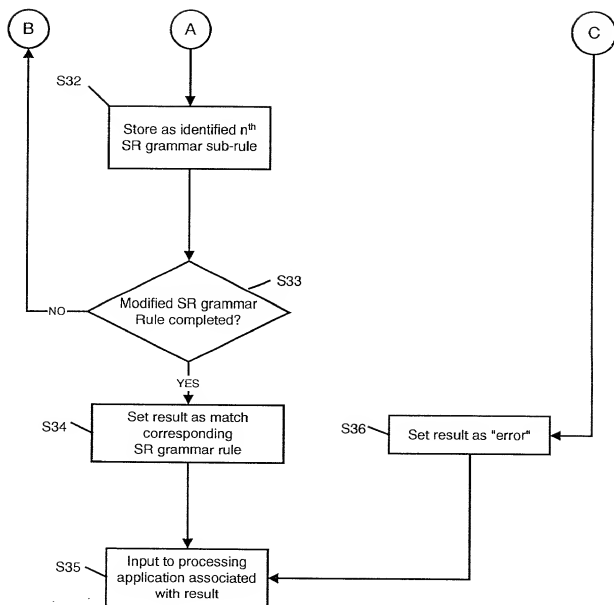 B
A
C
S32
Store as identified nth
SR grammar sub-rule
S33
Modified SR grammar
Rule completed?
NO
YES
S34
Set result as match
corresponding
SR grammar rule
S36
Set result as "error"
S35
Input to processing
application associated
with result